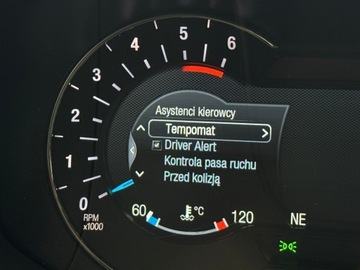 6
5
4
3
2
1
0
RPM
x1000
Asystenci kierowcy
Tempomat
Driver Alert
Kontrola pasa ruchu
Przed kolizją
60 °C 120
NE